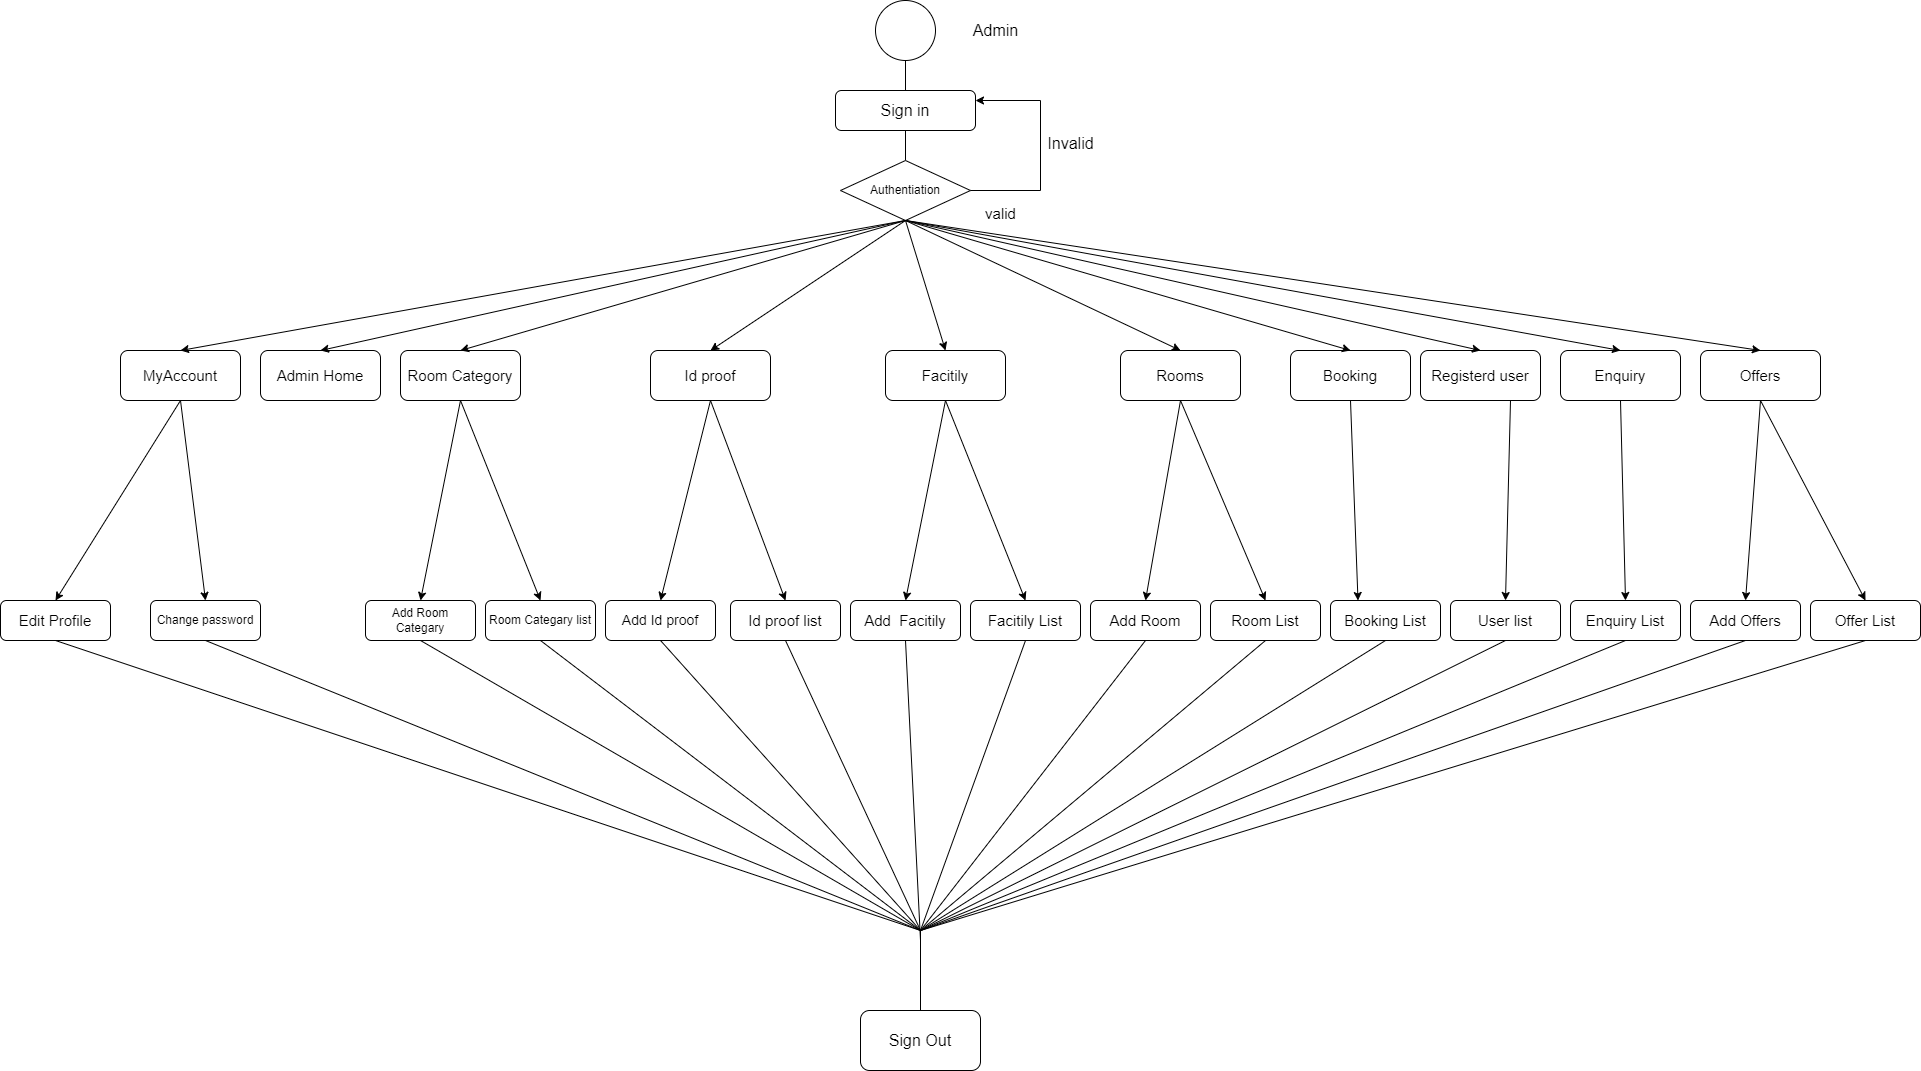 Admin
Sign in
Invalid
Authentiation
valid
MyAccount
Admin Home
Room Category
Id proof
Facitily
Rooms
Booking
Registerd user
Enquiry
Offers
Edit Profile
Change password
Add Room
Categary
Room Categary list
Add Id proof
Id proof list
Add  Facitily
Facitily List
Add Room
Room List
Booking List
User list
Enquiry List
Add Offers
Offer List
Sign Out